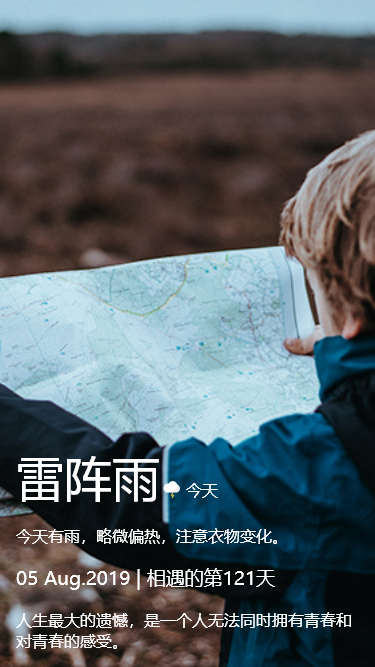 雷阵雨 今天
今天有雨，略微偏热，注意衣物变化。
05 Aug.2019 | 相遇的第121天
人生最大的遗憾，是一个人无法同时拥有青春和
对青春的感受。